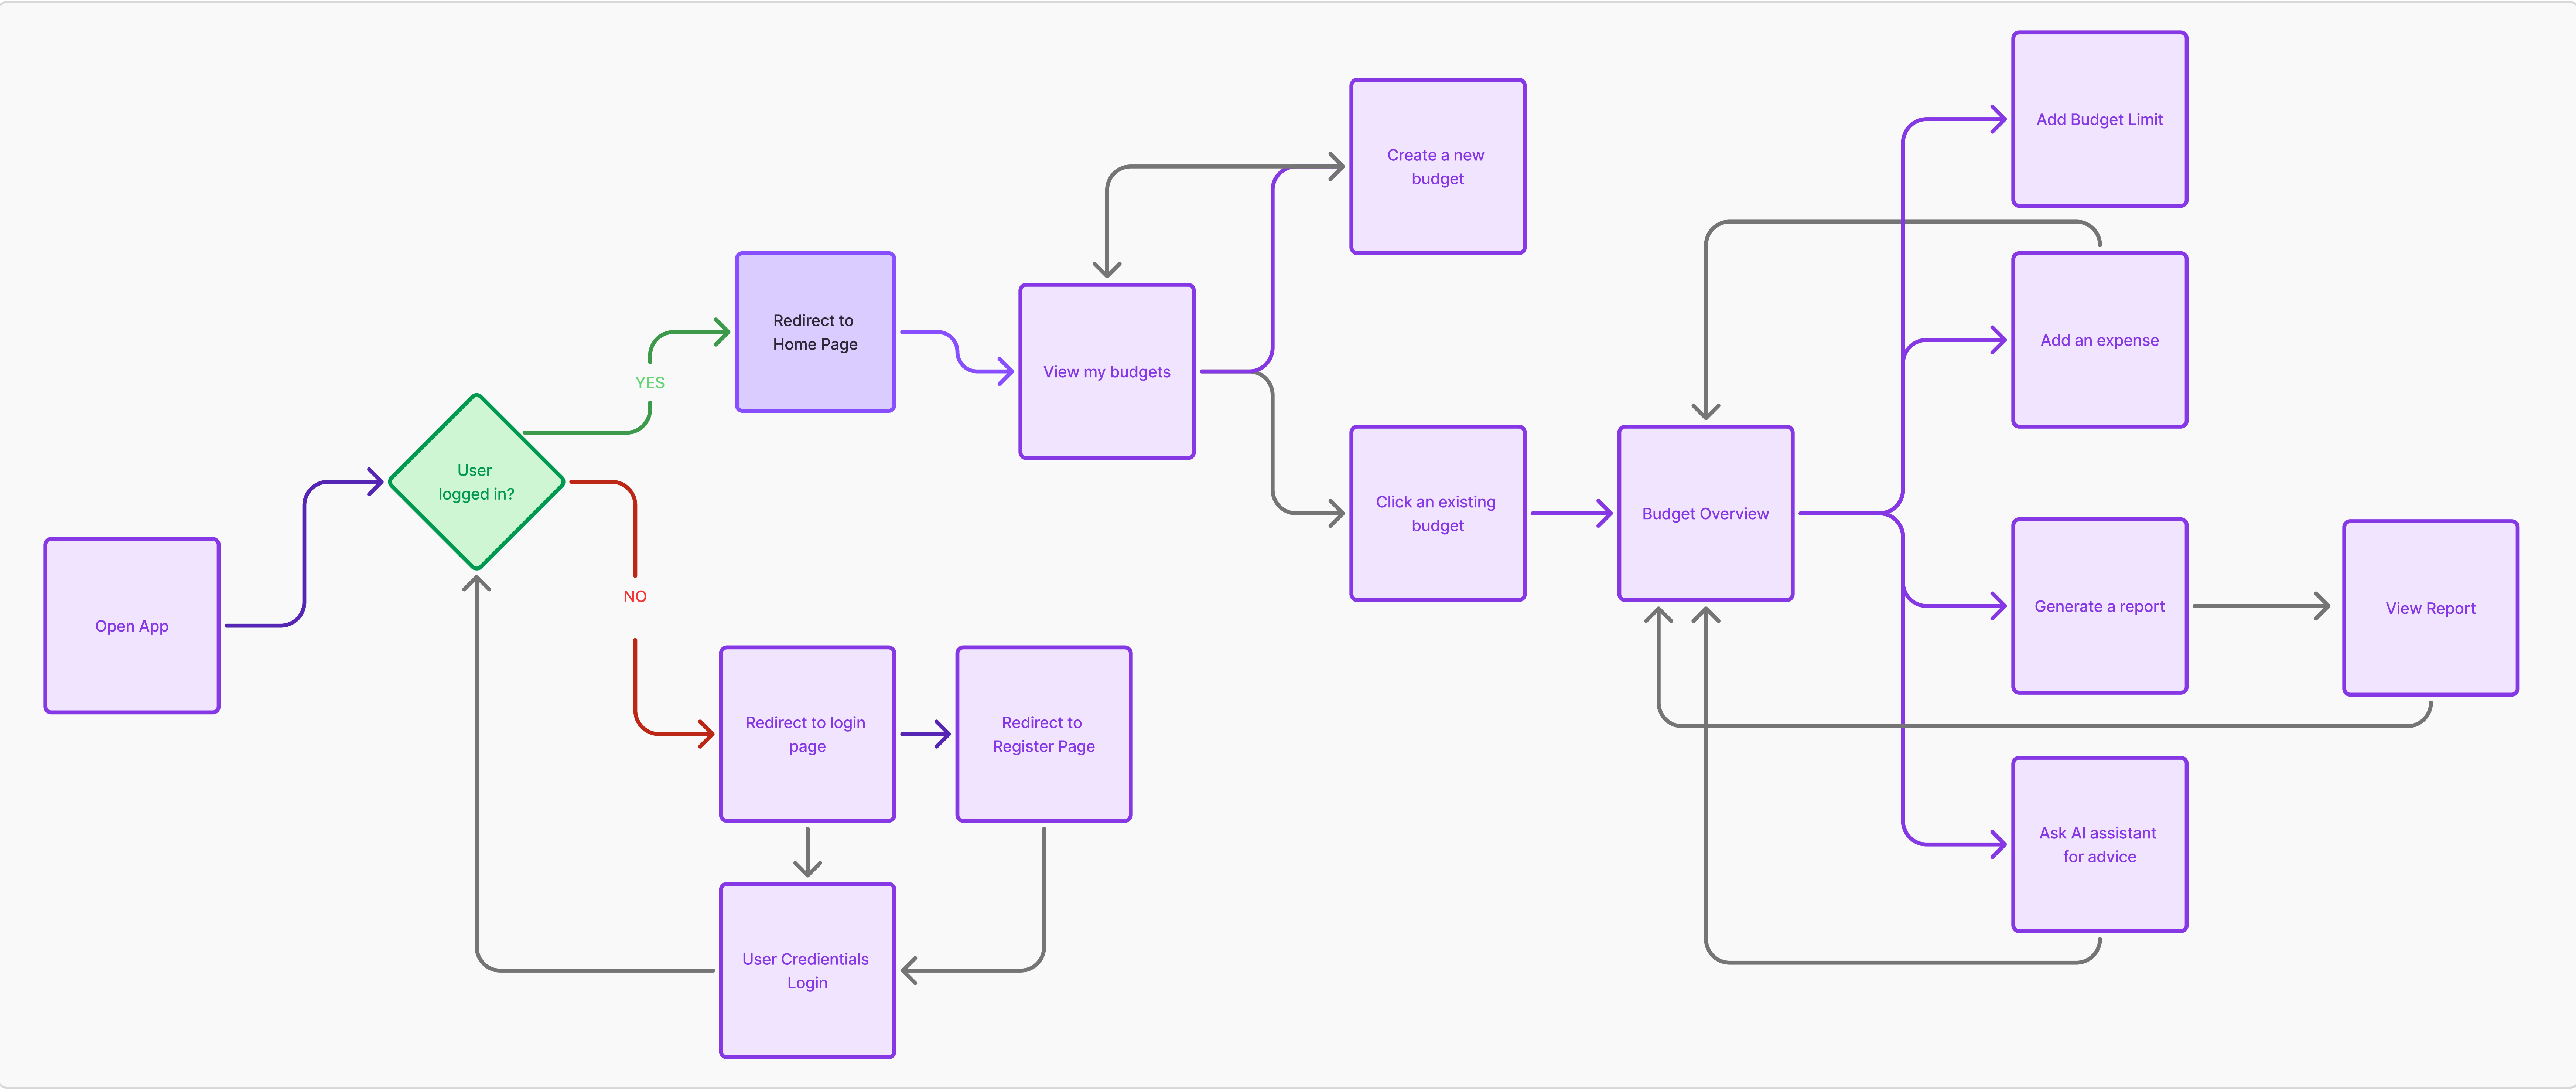 Open App
User
logged in?
YES
NO
Redirect to
Home Page
Redirect to login
page
Redirect to
Register Page
User Credientials
Login
View my budgets
Create a new
budget
Click an existing
budget
Budget Overview
Add Budget Limit
Add an expense
Generate a report
View Report
Ask AI assistant
for advice